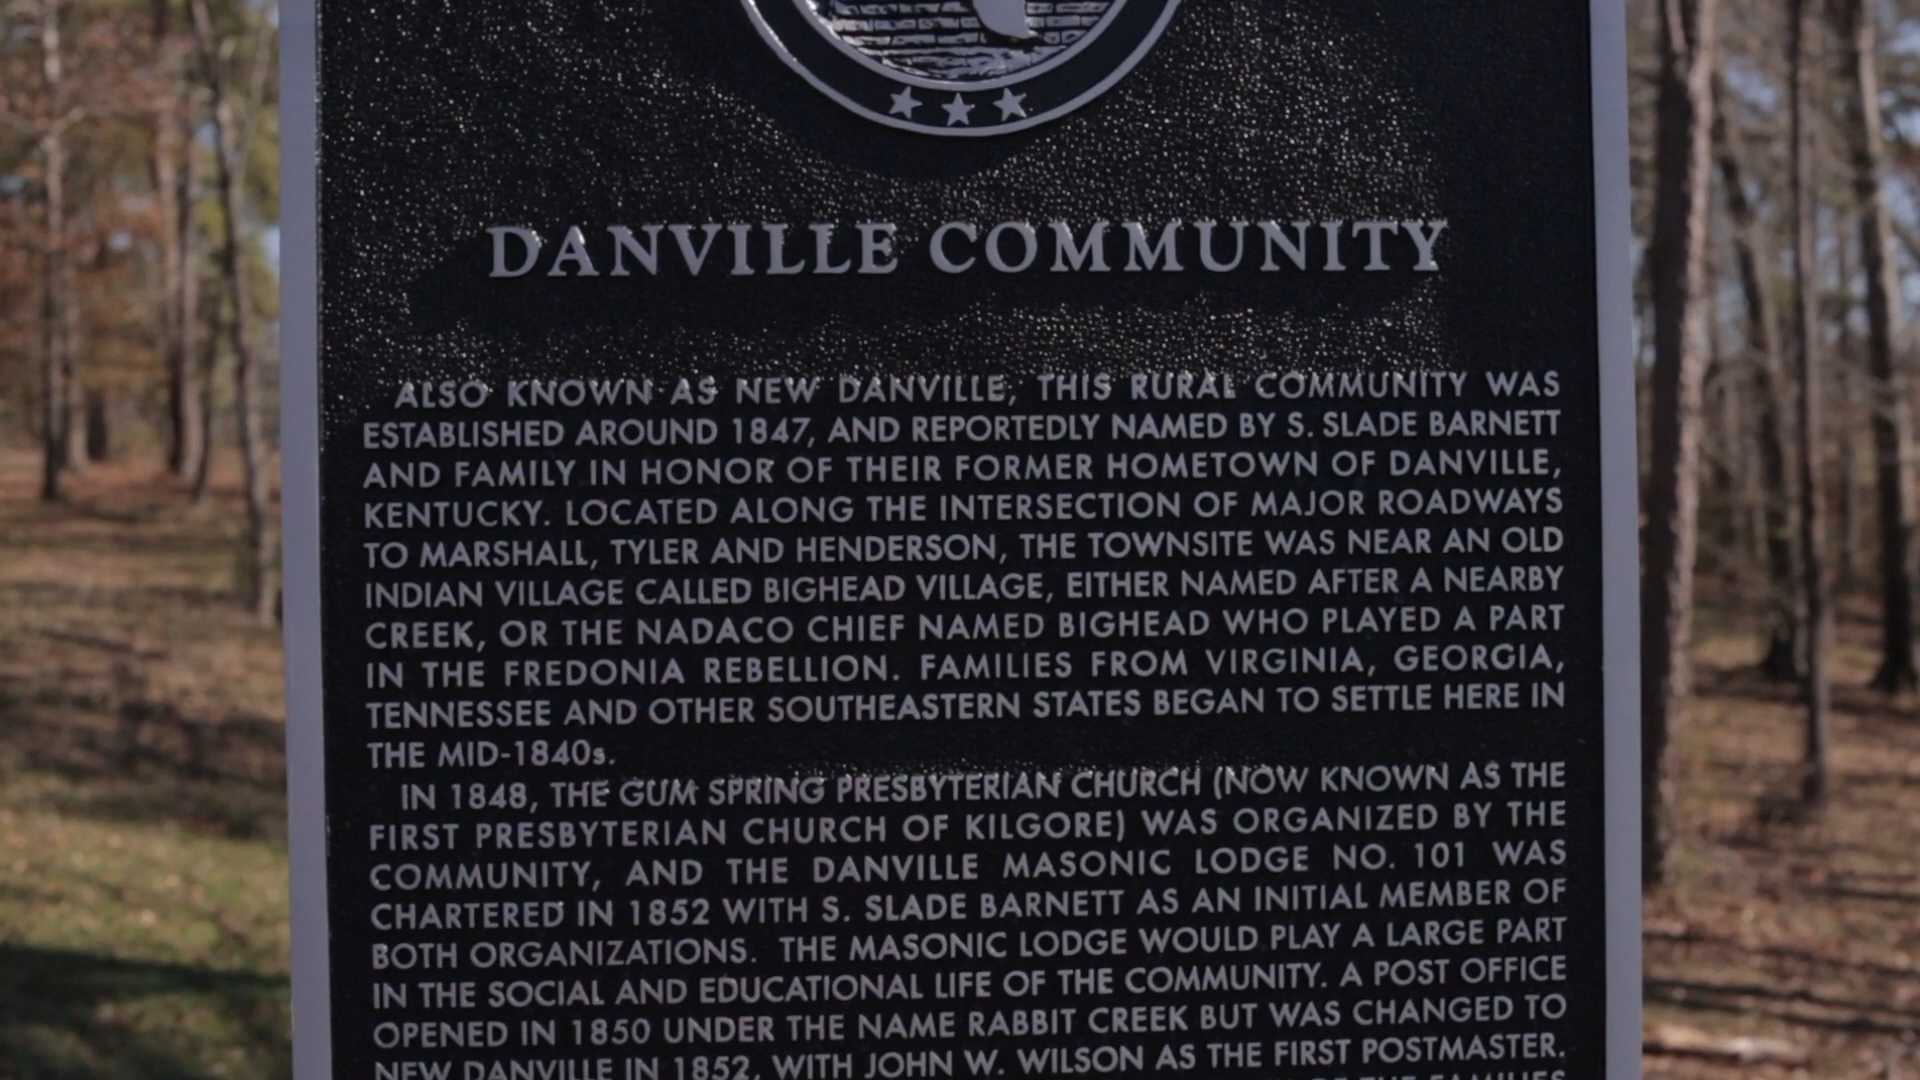 DANVILLE COMMUNITY
ALSO KNOWN AS NEW DANVILLE, THIS RURAL COMMUNITY WAS
ESTABLISHED AROUND 1847, AND REPORTEDLY NAMED BY S. SLADE BARNETT
AND FAMILY IN HONOR OF THEIR FORMER HOMETOWN OF DANVILLE,
KENTUCKY. LOCATED ALONG THE INTERSECTION OF MAJOR ROADWAYS
TO MARSHALL, TYLER AND HENDERSON, THE TOWNSITE WAS NEAR AN OLD
INDIAN VILLAGE CALLED BIGHEAD VILLAGE, EITHER NAMED AFTER A NEARBY
CREEK, OR THE NADACO CHIEF NAMED BIGHEAD WHO PLAYED A PART
IN THE FREDONIA REBELLION. FAMILIES FROM VIRGINIA, GEORGIA,
TENNESSEE AND OTHER SOUTHEASTERN STATES BEGAN TO SETTLE HERE IN
THE MID-1840s.
IN 1848, THE GUM SPRING PRESBYTERIAN CHURCH (NOW KNOWN AS THE
FIRST PRESBYTERIAN CHURCH OF KILGORE) WAS ORGANIZED BY THE
COMMUNITY, AND THE DANVILLE MASONIC LODGE NO. 101 WAS
CHARTERED IN 1852 WITH S. SLADE BARNETT AS AN INITIAL MEMBER OF
BOTH ORGANIZATIONS. THE MASONIC LODGE WOULD PLAY A LARGE PART
IN THE SOCIAL AND EDUCATIONAL LIFE OF THE COMMUNITY. A POST OFFICE
OPENED IN 1850 UNDER THE NAME RABBIT CREEK BUT WAS CHANGED TO
NEW DANVILLE IN 1852, WITH JOHN W. WILSON AS THE FIRST POSTMASTER.
OF THE FAMILIES